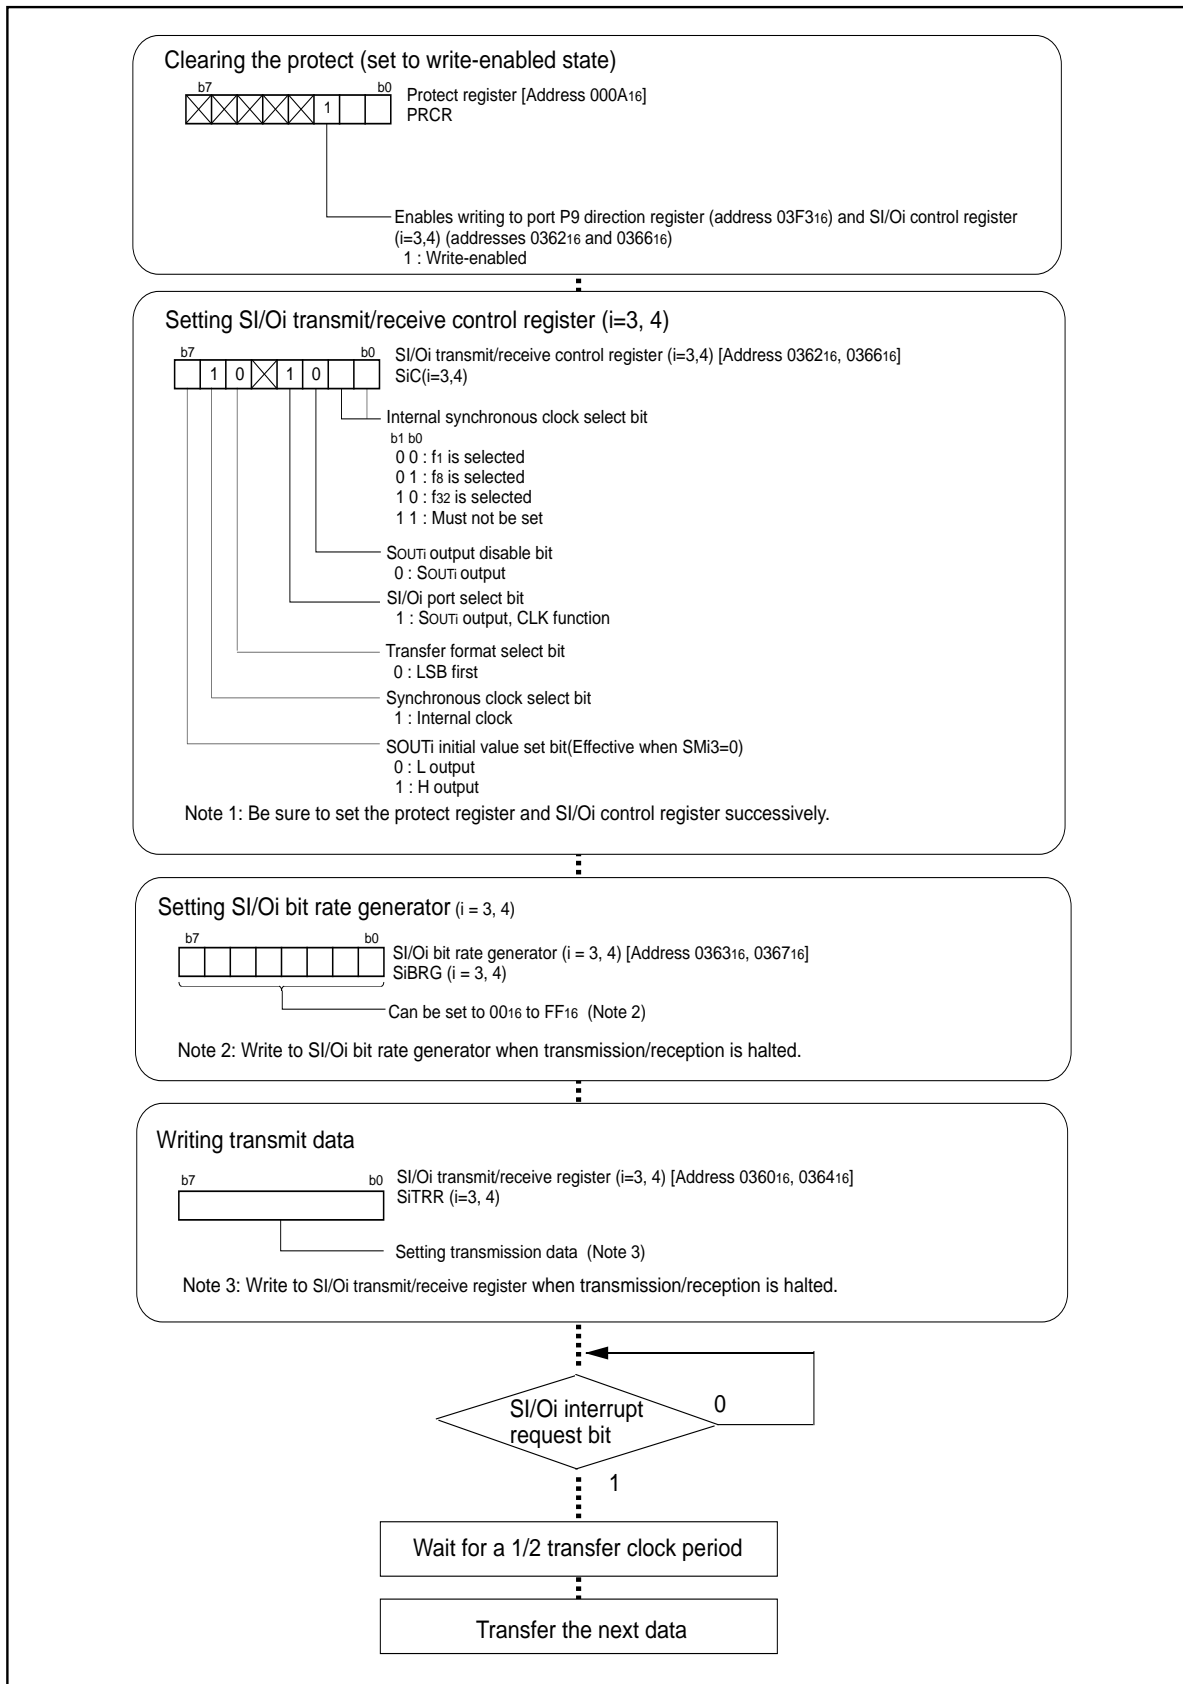 Clearing the protect (set to write-enabled state)
b7 b0
1
Protect register [Address 000A16]
PRCR
Enables writing to port P9 direction register (address 03F316) and SI/Oi control register
(i=3,4) (addresses 036216 and 036616)
1 : Write-enabled
Setting SI/Oi transmit/receive control register (i=3, 4)
b7 b0
1 0 1 0
SI/Oi transmit/receive control register (i=3,4) [Address 036216, 036616]
SiC(i=3,4)
Internal synchronous clock select bit
b1 b0
0 0 : f1 is selected
0 1 : f8 is selected
1 0 : f32 is selected
1 1 : Must not be set
SOUTi output disable bit
0 : SOUTi output
SI/Oi port select bit
1 : SOUTi output, CLK function
Transfer format select bit
0 : LSB first
Synchronous clock select bit
1 : Internal clock
SOUTi initial value set bit(Effective when SMi3=0)
0 : L output
1 : H output
Note 1: Be sure to set the protect register and SI/Oi control register successively.
Setting SI/Oi bit rate generator (i = 3, 4)
b7 b0
SI/Oi bit rate generator (i = 3, 4) [Address 036316, 036716]
SiBRG (i = 3, 4)
Can be set to 0016 to FF16 (Note 2)
Note 2: Write to SI/Oi bit rate generator when transmission/reception is halted.
Writing transmit data
b7 b0
SI/Oi transmit/receive register (i=3, 4) [Address 036016, 036416]
SiTRR (i=3, 4)
Setting transmission data (Note 3)
Note 3: Write to SI/Oi transmit/receive register when transmission/reception is halted.
SI/Oi interrupt
request bit
0
1
Wait for a 1/2 transfer clock period
Transfer the next data